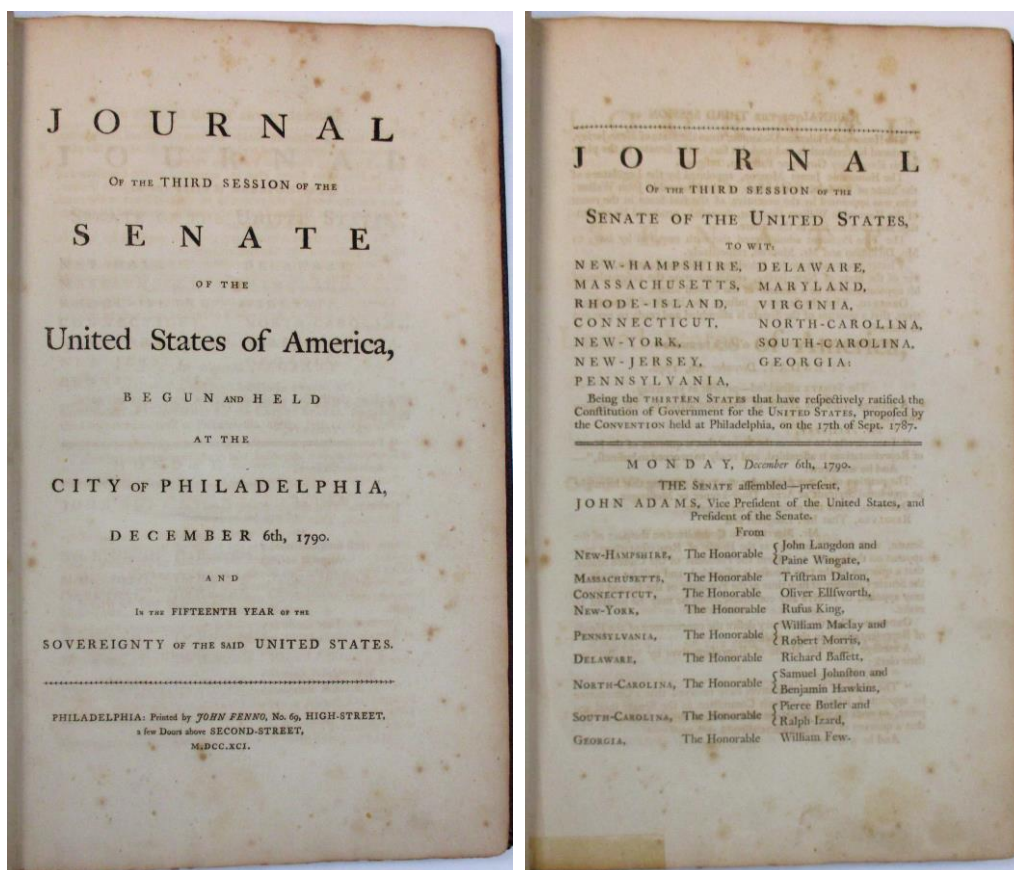 JOURNAL
OF THE THIRD SESSION OF THE
SENATE
OF THE
United States of America,
BEGUN AND HELD
AT THE
CITY OF PHILADELPHIA,
DECEMBER 6th, 1790.
AND
IN THE FIFTEENTH YEAR OF THE
SOVEREIGNTY OF THE SAID UNITED STATES.
PHILADELPHIA: Printed by JOHN FENNO, No. 69, HIGH-STREET,
a few Doors above SECOND-STREET,
M,DCC,XCI.
JOURNAL
OF THE THIRD SESSION OF THE
SENATE OF THE UNITED STATES,
TO WIT:
NEW-HAMPSHIRE, DELAWARE,
MASSACHUSETTS, MARYLAND,
RHODE-ISLAND, VIRGINIA,
CONNECTICUT, NORTH-CAROLINA,
NEW-YORK, SOUTH-CAROLINA,
NEW-JERSEY, GEORGIA:
PENNSYLVANIA,
Being the THIRTEEN STATES that have reſpectively ratified the
Conſtitution of Government for the UNITED STATES, propoſed by
the CONVENTION held at Philadelphia, on the 17th of Sept. 1787.
MONDAY, December 6th, 1790.
THE SENATE aſſembled—preſent,
JOHN ADAMS, Vice Preſident of the United States, and
Preſident of the Senate.
From
NEW-HAMPSHIRE, The Honorable { John Langdon and
Paine Wingate,
MASSACHUSETTS, The Honorable Triſtram Dalton,
CONNECTICUT, The Honorable Oliver Ellſworth,
NEW-YORK, The Honorable Rufus King,
PENNSYLVANIA, The Honorable { William Maclay and
Robert Morris,
DELAWARE, The Honorable Richard Baſſett,
NORTH-CAROLINA, The Honorable { Samuel Johnſton and
Benjamin Hawkins,
SOUTH-CAROLINA, The Honorable { Pierce Butler and
Ralph Izard,
GEORGIA, The Honorable William Few.